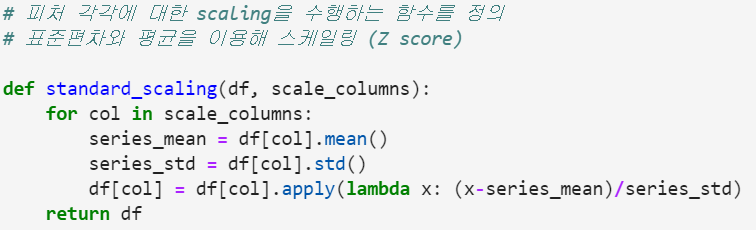 # 피처 각각에 대한 scaling을 수행하는 함수를 정의
# 표준편차와 평균을 이용해 스케일링 (Z score)
def standard_scaling(df, scale_columns):
    for col in scale_columns:
        series_mean = df[col].mean()
        series_std = df[col].std()
        df[col] = df[col].apply(lambda x: (x-series_mean)/series_std)
    return df